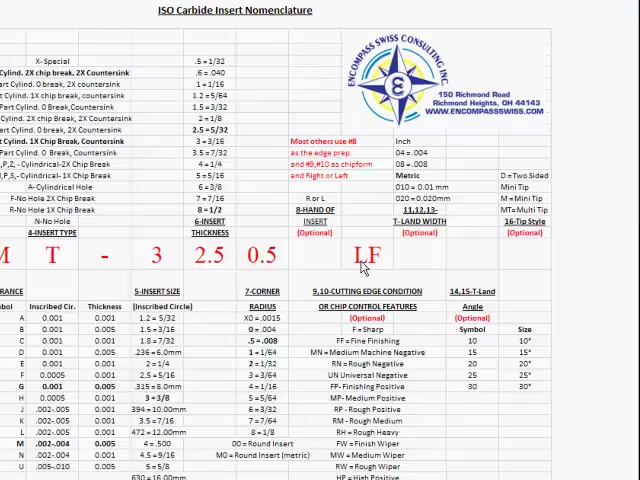 ISO Carbide Insert Nomenclature
X- Special .5 = 1/32
Cylind. 2X chip break, 2X Countersink .6 = .040
art Cylind. 0 break, 2X Countersink 1 = 1/16
rt Cylind. 1X chip break, 2X Countersink 1.2 = 5/64
Part Cylind. 0 break,Countersink 1.5 = 3/32
= Cylind. 2X chip break, 2X Countersink 2 = 1/8
Part Cylind. 0 break, 2X countersink 2.5 = 5/32
Part Cylind. 1X chip break, Countersink 3 = 3/16 Most others use #8 Inch
Part Cylind. 0 chip break, Countersink 3.5 = 7/32 as the edge prep 04 = .004
,P,Z, - Cylindrical-2X Chip Break 4 = 1/4 and #9,#10 as chipform 08 = .008
,P,S,- Cylindrical-1X Chip Break 5 = 5/16 and Right or Left Metric D = Two Sided
A-Cylindrical Hole 6 = 3/8 010 = 0.01 mm Mini Tip
F-No Hole 2X Chip Break 7 = 7/16 R or L 020 = 0.020 mm M = Mini Tip
R-No Hole 1X Chip Break 8 = 1/2 8-HAND OF 11,12,13- MT= Multi Tip
N-No Hole 6-INSERT INSERT T- LAND WIDTH 16-Tip Style
4-INSERT TYPE THICKNESS (Optional) (Optional) (Optional)
ENCOMPASS SWISS CONSULTING INC.
150 Richmond Road
Richmond Heights, OH 44143
WWW.ENCOMPASSSWISS.COM
M T - 3 2.5 0.5 LF
RANCE 5-INSERT SIZE 7-CORNER 9,10-CUTTING EDGE CONDITION 14,15-T-Land
bol Inscribed Cir. Thickness (Inscribed Circle) RADIUS OR CHIP CONTROL FEATURES Angle
A 0.001 0.001 1.2 = 5/32 X0 = .0015 (Optional) (Optional)
B 0.001 0.005 1.5 = 3/16 0 = .004 F = Sharp Symbol Size
C 0.001 0.001 1.8 = 7/32 .5 = .008 FF = Fine Finishing 10 10°
D 0.001 0.005 .236 = 6.0mm 1 = 1/64 MN = Medium Machine Negative 15 15°
E 0.001 0.001 2 = 1/4 2 = 1/32 RN = Rough Negative 20 20°
F 0.0005 0.001 2.5 = 5/16 3 = 3/64 UN Universal Negative 25 25°
G 0.001 0.005 .315 = 8.0mm 4 = 1/16 FP- Finishing Positive 30 30°
H 0.0005 0.001 3 = 3/8 5 = 5/64 MP- Medium Positive
J .002-.005 0.001 394 = 10.00mm 6 = 3/32 RP - Rough Positive
K .002-.005 0.001 3.5 = 7/16 7 = 7/64 RM - Rough Medium
L .002-.005 0.001 472 = 12.00mm 8 = 1/8 RH = Rough Heavy
M .002-.004 0.005 4 = .500 00 = Round Insert FW = Finish Wiper
N .002-.004 0.001 4.5 = 9/16 M0 = Round Insert (metric) MW = Medium Wiper
U .005-.010 0.005 5 = 5/8 RW = Rough Wiper
630 = 16.00mm HP = High Positive